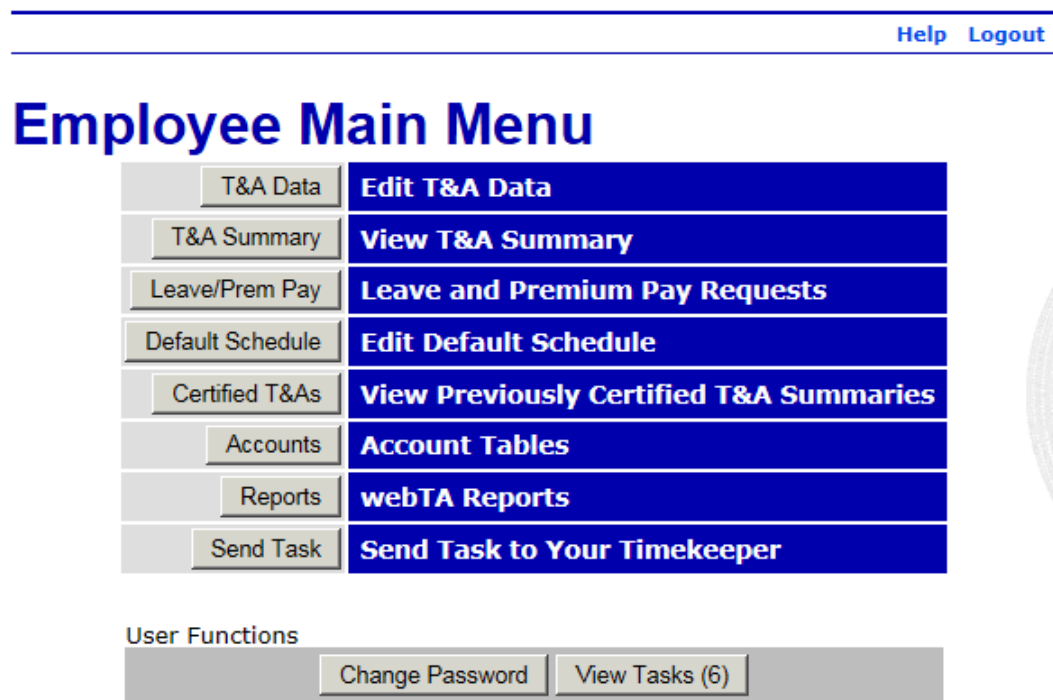 Help Logout
Employee Main Menu
T&A Data Edit T&A Data
T&A Summary View T&A Summary
Leave/Prem Pay Leave and Premium Pay Requests
Default Schedule Edit Default Schedule
Certified T&As View Previously Certified T&A Summaries
Accounts Account Tables
Reports webTA Reports
Send Task Send Task to Your Timekeeper
User Functions
Change Password View Tasks (6)